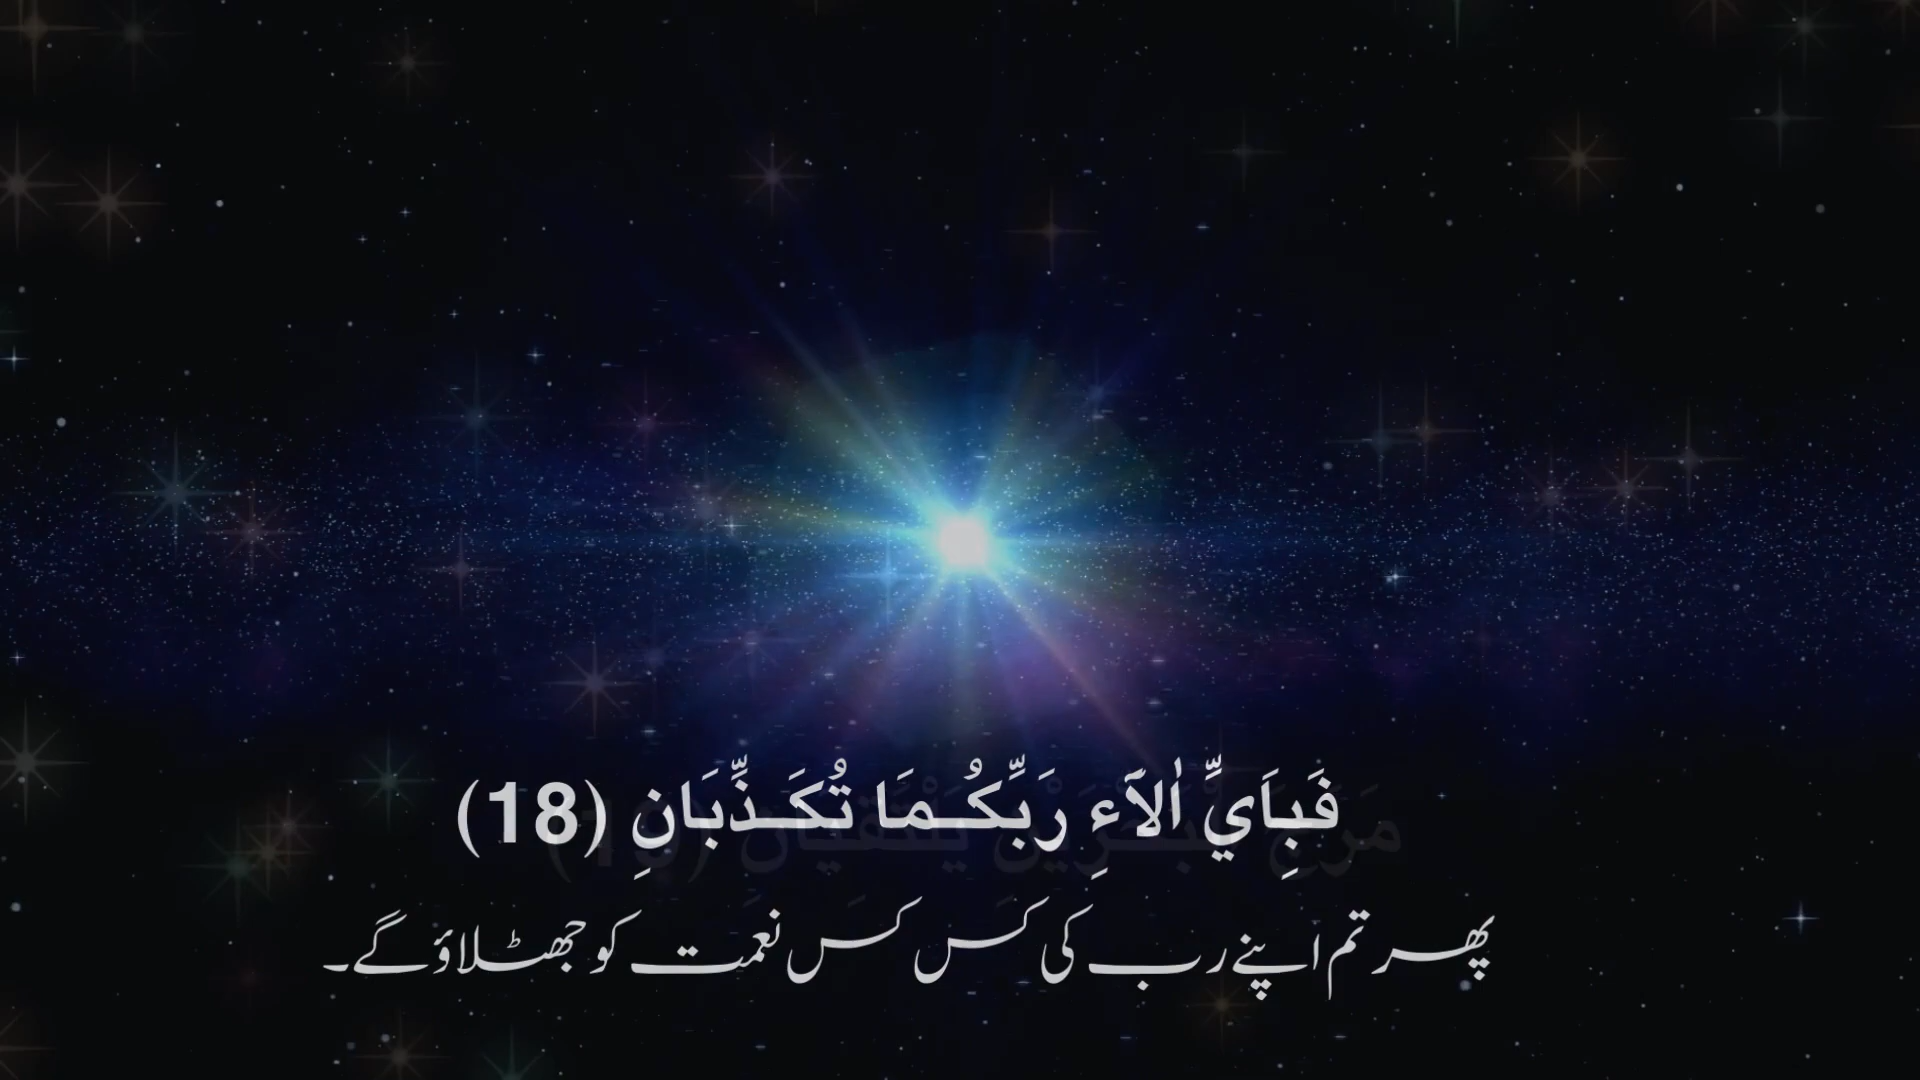 فَبِاَيِّ اٰلَآءِ رَبِّكُمَا تُكَذِّبَانِ (18)
پھر تم اپنے رب کی کس کس نعمت کو جھٹلاؤ گے۔